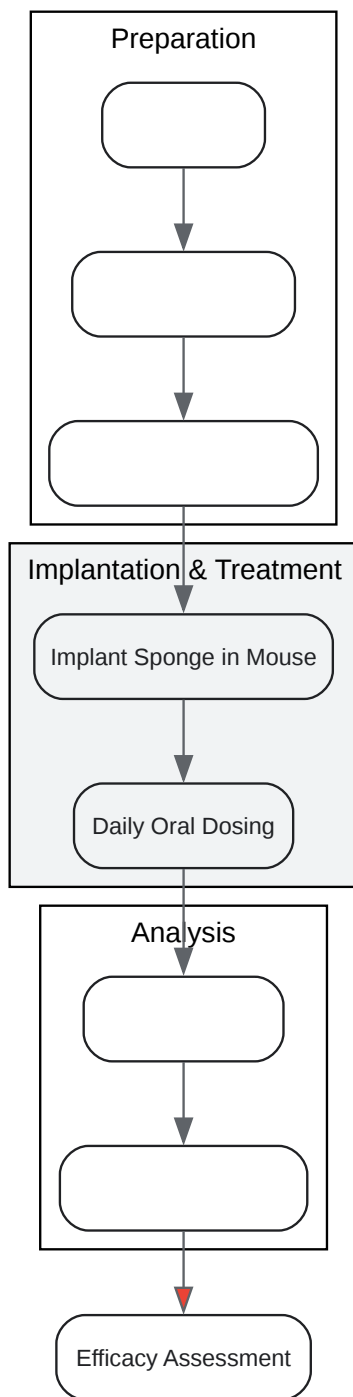 Preparation
Implantation & Treatment
Implant Sponge in Mouse
Daily Oral Dosing
Analysis
Efficacy Assessment